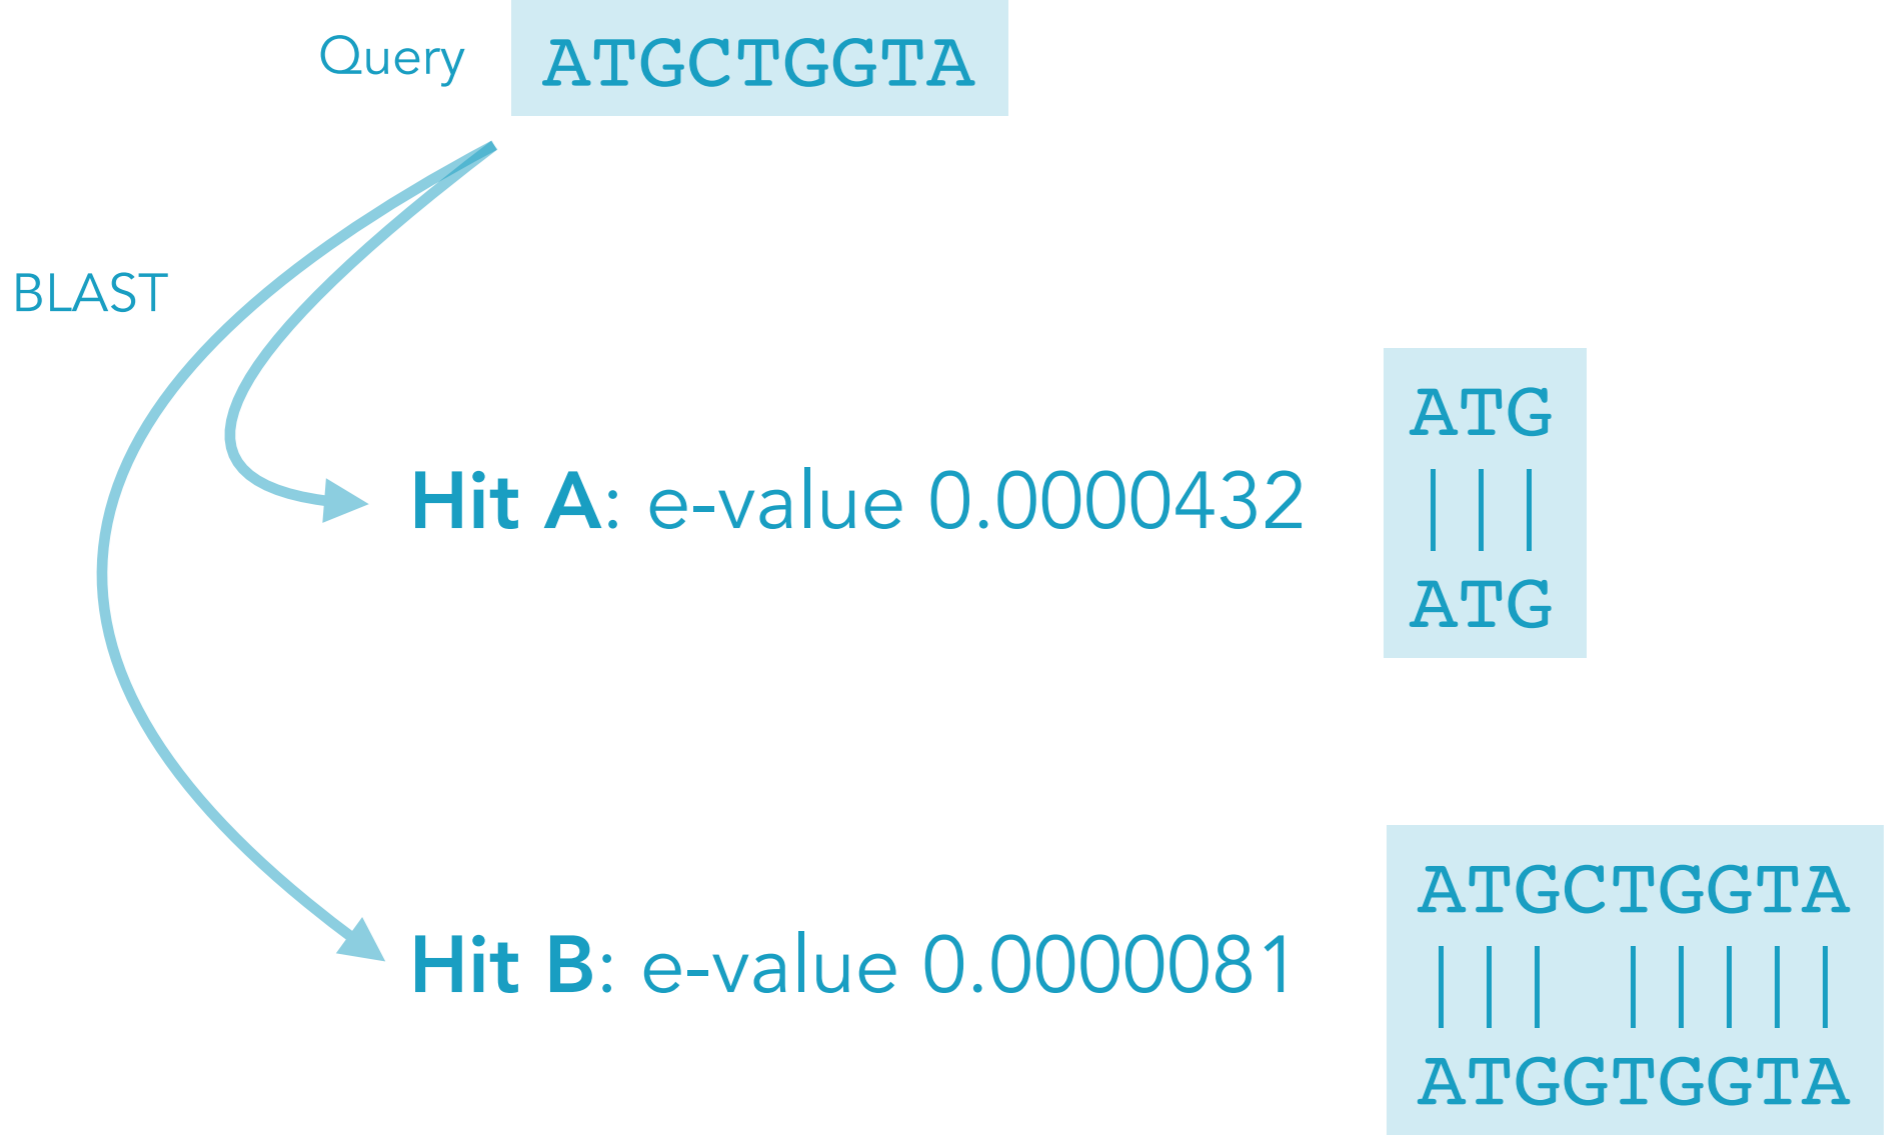 Query ATGCTGGTA
BLAST
ATG
Hit A: e-value 0.0000432
ATG
ATGCTGGTA
Hit B: e-value 0.0000081
ATGGTGGTA